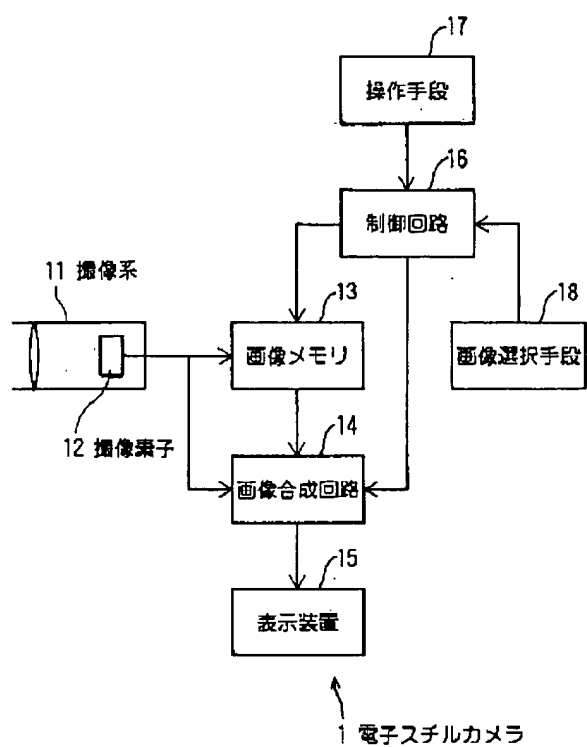 17
操作手段
16
制御回路
11 撮像系
13
18
画像メモリ
画像選択手段
12 撮像素子
14
画像合成回路
15
表示装置
1 電子スチルカメラ